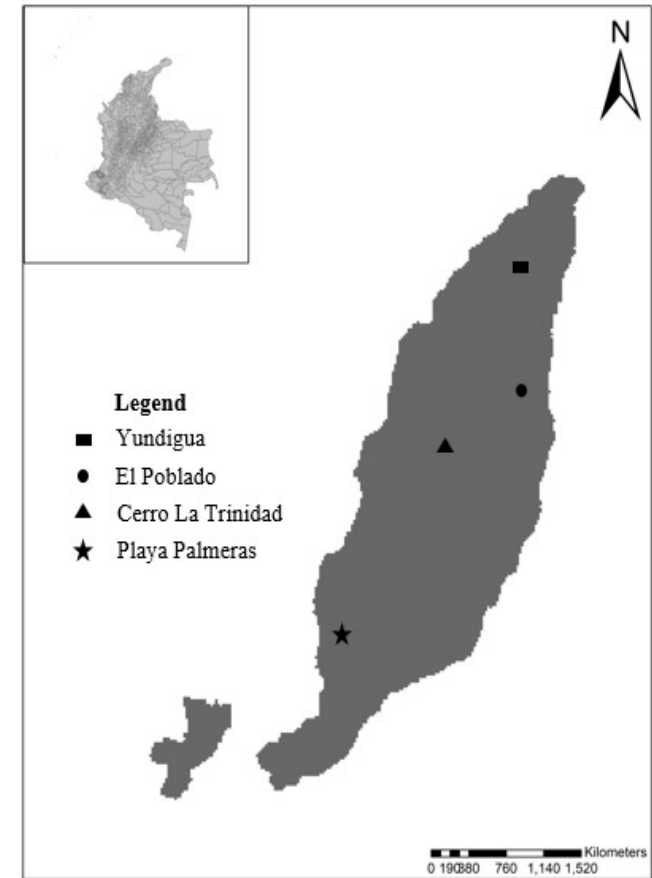 N
Legend
Yundigua
El Poblado
Cerro La Trinidad
Playa Palmeras
Kilometers
0 190380 760 1,140 1,520